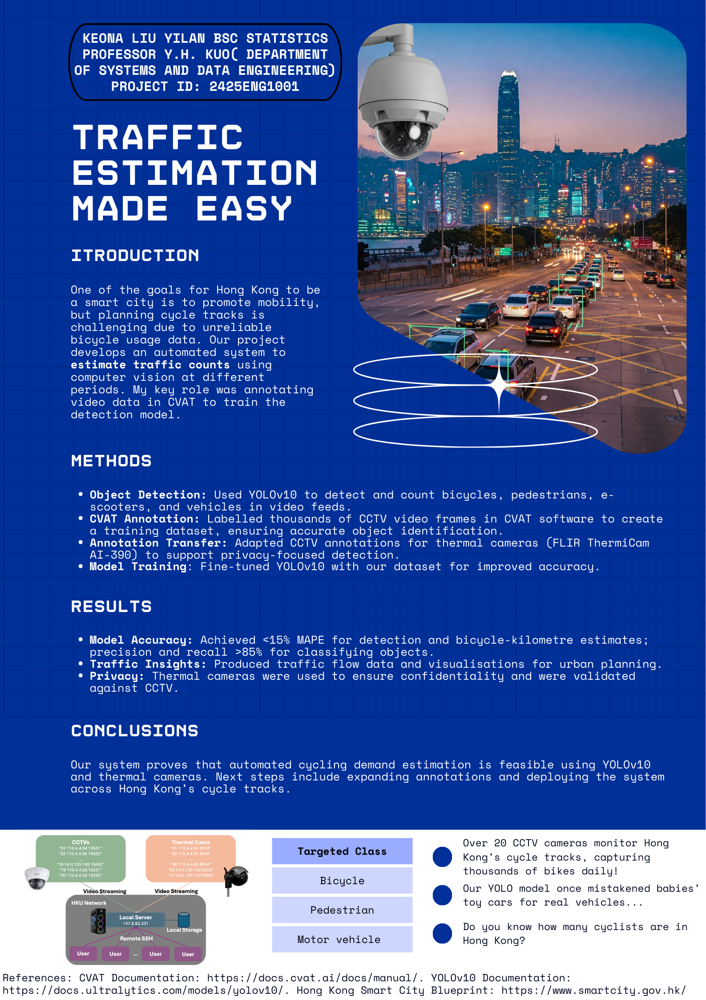 KEONA LIU YILAN BSC STATISTICS
PROFESSOR Y.H. KUO( DEPARTMENT
OF SYSTEMS AND DATA ENGINEERING)
PROJECT ID: 2425ENG1001
TRAFFIC
ESTIMATION
MADE EASY
ITRODUCTION
One of the goals for Hong Kong to be
a smart city is to promote mobility,
but planning cycle tracks is
challenging due to unreliable
bicycle usage data. Our project
develops an automated system to
estimate traffic counts using
computer vision at different
periods. My key role was annotating
video data in CVAT to train the
detection model.
METHODS
• Object Detection: Used YOLOv10 to detect and count bicycles, pedestrians, e-
scooters, and vehicles in video feeds.
• CVAT Annotation: Labelled thousands of CCTV video frames in CVAT software to create
a training dataset, ensuring accurate object identification.
• Annotation Transfer: Adapted CCTV annotations for thermal cameras (FLIR ThermiCam
AI-390) to support privacy-focused detection.
• Model Training: Fine-tuned YOLOv10 with our dataset for improved accuracy.
RESULTS
• Model Accuracy: Achieved <15% MAPE for detection and bicycle-kilometre estimates;
precision and recall >85% for classifying objects.
• Traffic Insights: Produced traffic flow data and visualisations for urban planning.
• Privacy: Thermal cameras were used to ensure confidentiality and were validated
against CCTV.
CONCLUSIONS
Our system proves that automated cycling demand estimation is feasible using YOLOv10
and thermal cameras. Next steps include expanding annotations and deploying the system
across Hong Kong's cycle tracks.
CCTVs
"01 110.4.4.94 15531"
"02 110.4.4.94 15532"
...
"18 14.0.133.192 15532"
"19 110.4.4.92 15531"
"20 110.4.4.92 15532"
Thermal Cams
"01 110.4.4.91 8553"
"02 110.4.4.91 8554"
...
"08 110.4.4.93 8554"
"09 14.0.133.192 8553"
"10 14.0.133.192 8554"
Video Streaming
Video Streaming
HKU Network
Local Server
147.8.92.231
Local Storage
Remote SSH
User
User
...
User
User
Targeted Class
Bicycle
Pedestrian
Motor vehicle
Over 20 CCTV cameras monitor Hong
Kong's cycle tracks, capturing
thousands of bikes daily!
Our YOLO model once mistakened babies'
toy cars for real vehicles...
Do you know how many cyclists are in
Hong Kong?
References: CVAT Documentation: https://docs.cvat.ai/docs/manual/. YOLOv10 Documentation:
https://docs.ultralytics.com/models/yolov10/. Hong Kong Smart City Blueprint: https://www.smartcity.gov.hk/